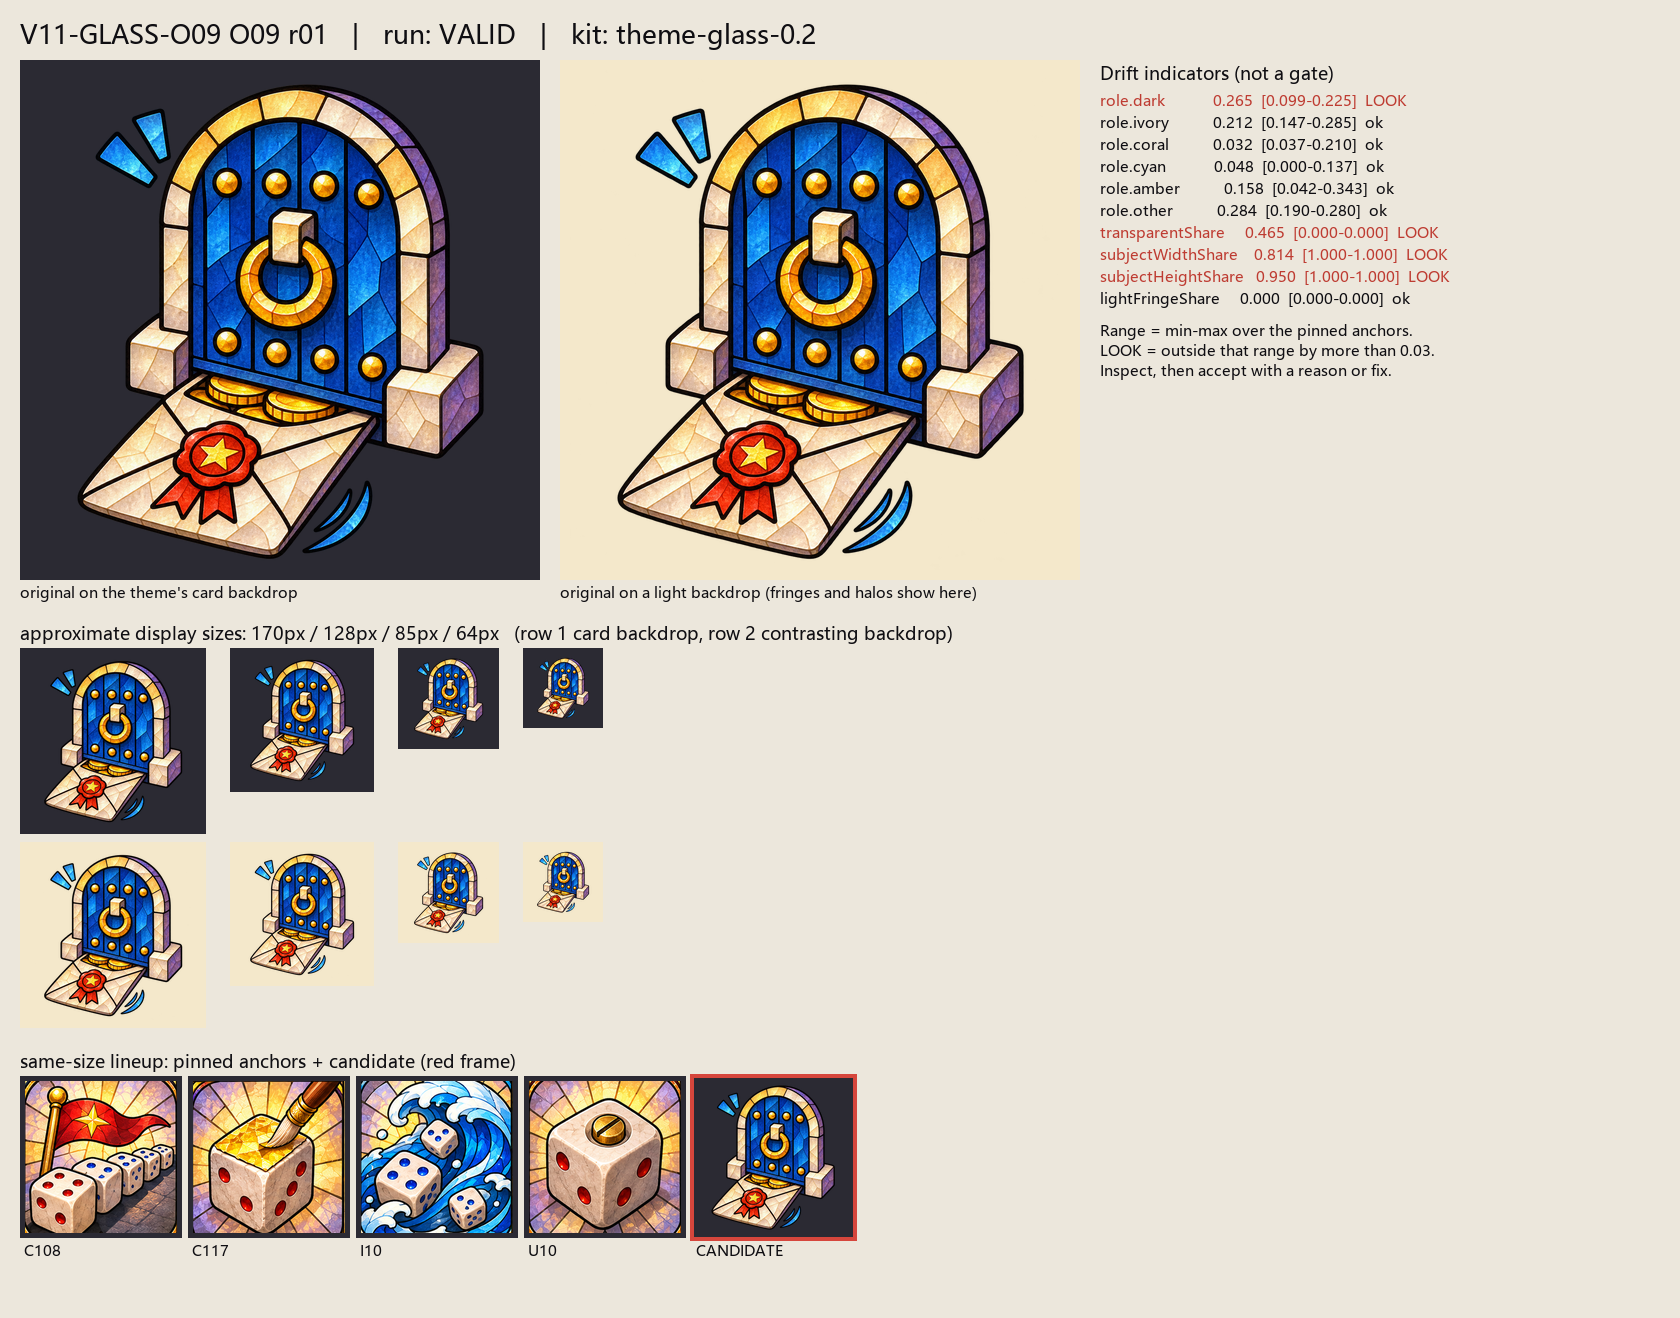 V11-GLASS-O09 O09 r01   |   run: VALID   |   kit: theme-glass-0.2
Drift indicators (not a gate)
role.dark 0.265 [0.099-0.225] LOOK
role.ivory 0.212 [0.147-0.285] ok
role.coral 0.032 [0.037-0.210] ok
role.cyan 0.048 [0.000-0.137] ok
role.amber 0.158 [0.042-0.343] ok
role.other 0.284 [0.190-0.280] ok
transparentShare 0.465 [0.000-0.000] LOOK
subjectWidthShare 0.814 [1.000-1.000] LOOK
subjectHeightShare 0.950 [1.000-1.000] LOOK
lightFringeShare 0.000 [0.000-0.000] ok
Range = min-max over the pinned anchors.
LOOK = outside that range by more than 0.03.
Inspect, then accept with a reason or fix.
original on the theme's card backdrop
original on a light backdrop (fringes and halos show here)
approximate display sizes: 170px / 128px / 85px / 64px   (row 1 card backdrop, row 2 contrasting backdrop)
same-size lineup: pinned anchors + candidate (red frame)
C108
C117
I10
U10
CANDIDATE